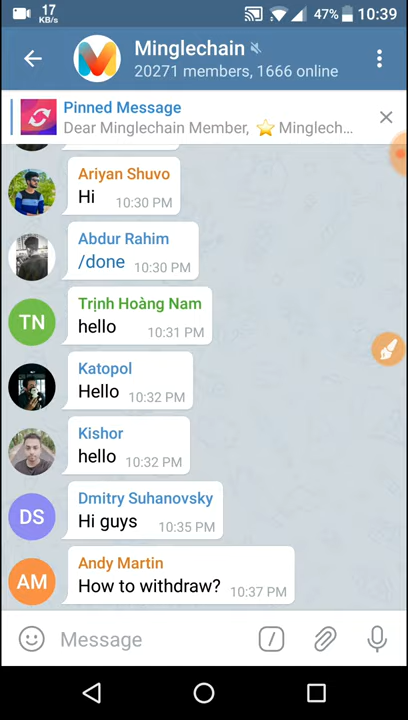 17
KB/s
47%
10:39
Minglechain
20271 members, 1666 online
Pinned Message
Dear Minglechain Member, ⭐ Minglech...
Ariyan Shuvo
Hi 10:30 PM
Abdur Rahim
/done 10:30 PM
TN
Trịnh Hoàng Nam
hello 10:31 PM
Katopol
Hello 10:32 PM
Kishor
hello 10:32 PM
DS
Dmitry Suhanovsky
Hi guys 10:35 PM
AM
Andy Martin
How to withdraw? 10:37 PM
Message